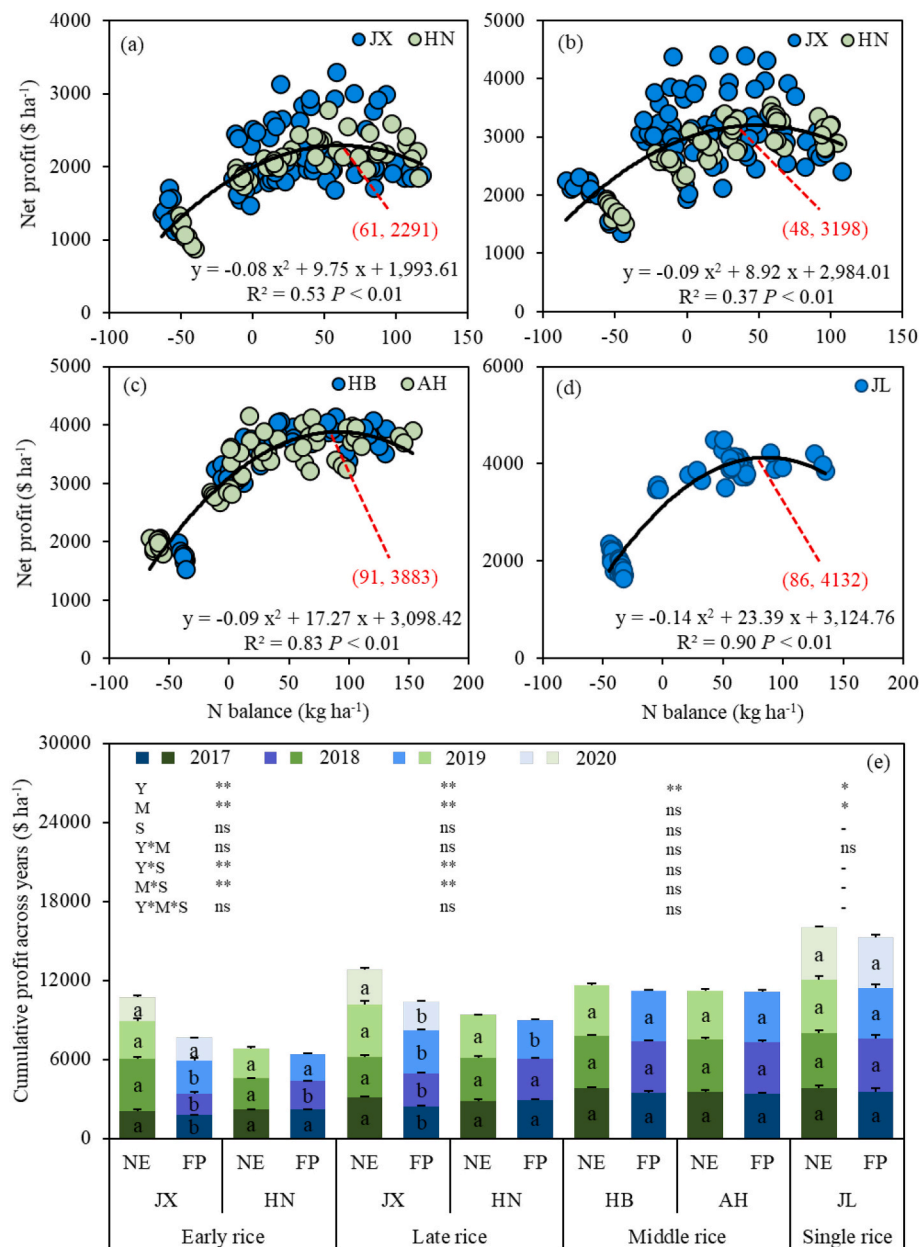 (a)
JX HN
4000
3000
2000
1000
0
Net profit ($ ha⁻¹)
(61, 2291)
y = -0.08 x² + 9.75 x + 1,993.61
R² = 0.53 P < 0.01
-100 -50 0 50 100 150
(b)
JX HN
5000
4000
3000
2000
1000
0
(48, 3198)
y = -0.09 x² + 8.92 x + 2,984.01
R² = 0.37 P < 0.01
-100 -50 0 50 100 150
(c)
HB AH
5000
4000
3000
2000
1000
0
Net profit ($ ha⁻¹)
(91, 3883)
y = -0.09 x² + 17.27 x + 3,098.42
R² = 0.83 P < 0.01
-100 -50 0 50 100 150 200
N balance (kg ha⁻¹)
(d)
JL
6000
4000
2000
0
(86, 4132)
y = -0.14 x² + 23.39 x + 3,124.76
R² = 0.90 P < 0.01
-100 -50 0 50 100 150 200
N balance (kg ha⁻¹)
30000
24000
18000
12000
6000
0
Cumulative profit across years ($ ha⁻¹)
2017 2018 2019 2020 (e)
Y ** ** ** *
M ** ** ns *
S ns ns ns -
Y*M ns ns ns ns
Y*S ** ** ns -
M*S ** ** ns -
Y*M*S ns ns ns -
a a a a
a b b b
a a a
a b a
a a a a
b b b b
a a a
b a a
a a a
a a a
a a a
a a a
a a a a
a a a a
NE FP NE FP NE FP NE FP NE FP NE FP NE FP
JX HN JX HN HB AH JL
Early rice Late rice Middle rice Single rice